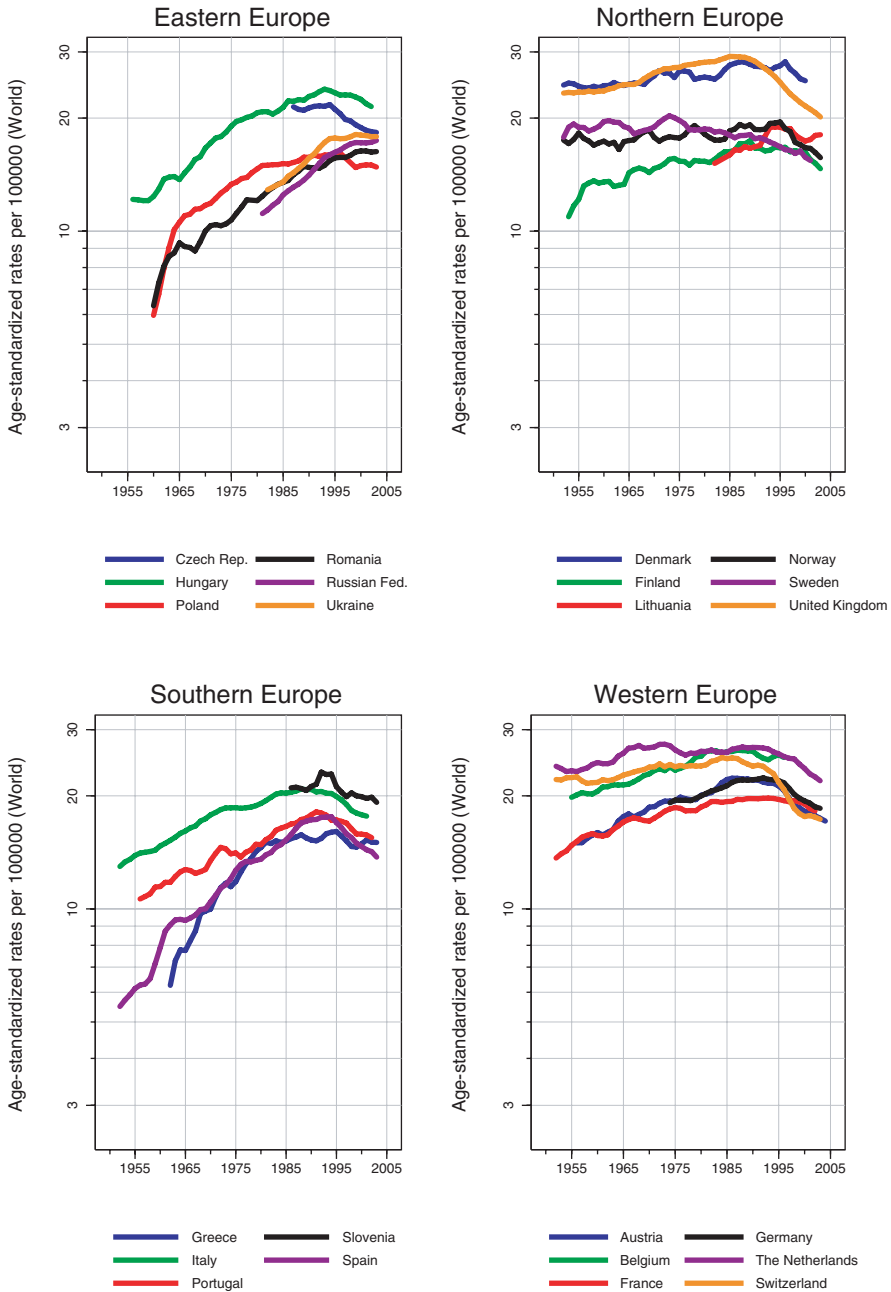 Eastern Europe
Age-standardized rates per 100000 (World)
30
20
10
3
1955 1965 1975 1985 1995 2005
Czech Rep. Romania
Hungary Russian Fed.
Poland Ukraine
Northern Europe
Age-standardized rates per 100000 (World)
30
20
10
3
1955 1965 1975 1985 1995 2005
Denmark Norway
Finland Sweden
Lithuania United Kingdom
Southern Europe
Age-standardized rates per 100000 (World)
30
20
10
3
1955 1965 1975 1985 1995 2005
Greece Slovenia
Italy Spain
Portugal
Western Europe
Age-standardized rates per 100000 (World)
30
20
10
3
1955 1965 1975 1985 1995 2005
Austria Germany
Belgium The Netherlands
France Switzerland